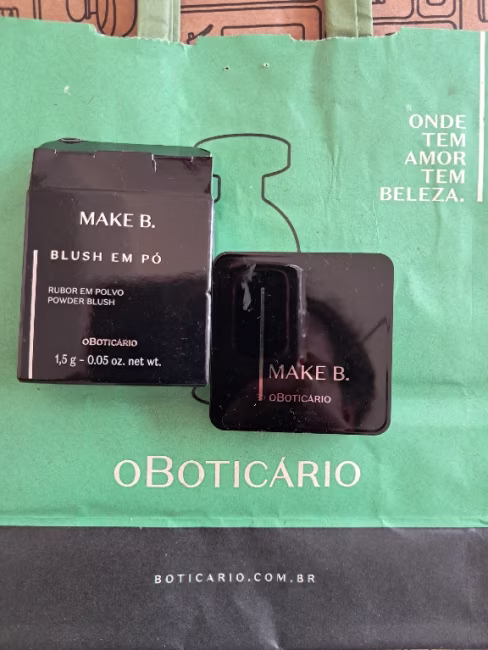 ONDE
TEM
AMOR
TEM
BELEZA.
MAKE B.
BLUSH EM PÓ
RUBOR EM POLVO
POWDER BLUSH
oBOTICÁRIO
1,5 g – 0.05 oz. net wt.
MAKE B.
oBOTICÁRIO
oBOTICÁRIO
BOTICARIO.COM.BR